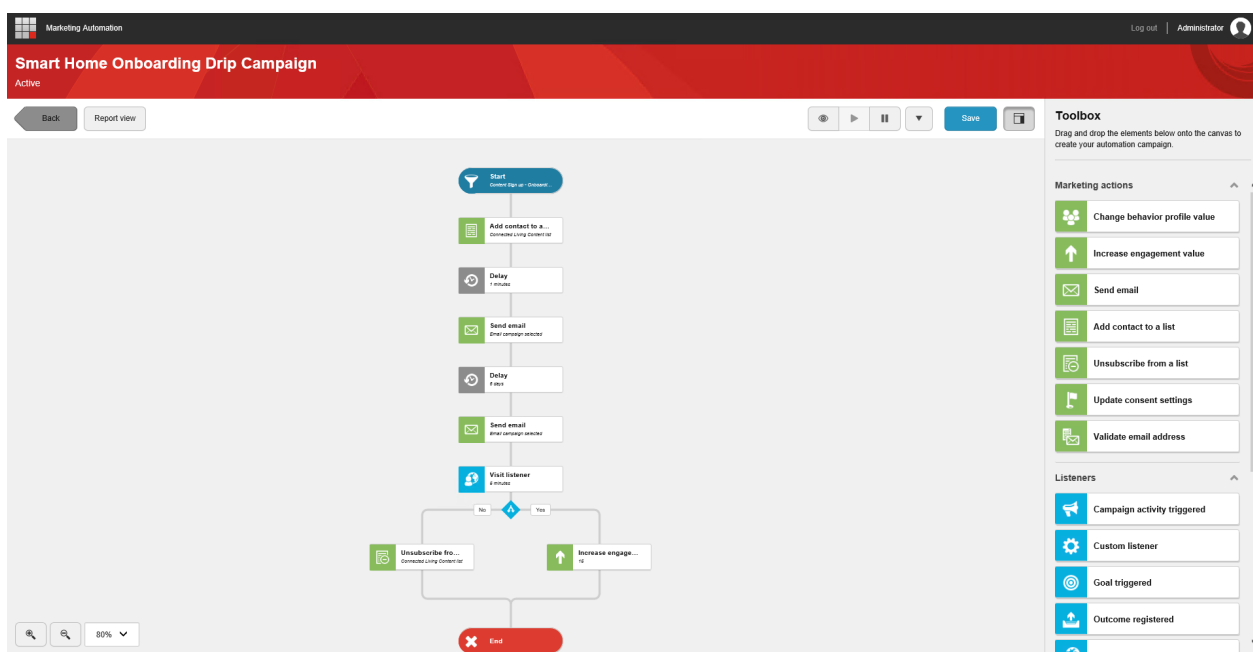 Marketing Automation
Log out
Administrator
Smart Home Onboarding Drip Campaign
Active
Back
Report view
Save
Toolbox
Drag and drop the elements below onto the canvas to
create your automation campaign.
Start
Content Sign up - Onboardi...
Add contact to a...
Connected Living Content list
Delay
1 minutes
Send email
Email campaign selected
Delay
5 days
Send email
Email campaign selected
Visit listener
5 minutes
No
Yes
Unsubscribe fro...
Connected Living Content list
Increase engage...
15
End
80%
Marketing actions
Change behavior profile value
Increase engagement value
Send email
Add contact to a list
Unsubscribe from a list
Update consent settings
Validate email address
Listeners
Campaign activity triggered
Custom listener
Goal triggered
Outcome registered